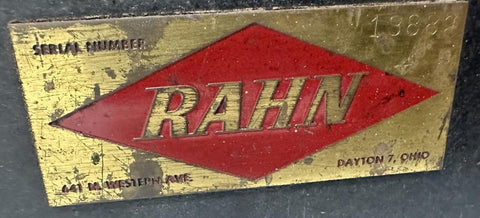 SERIAL NUMBER
RAHN
641 N. WESTERN AVE.
DAYTON 7, OHIO